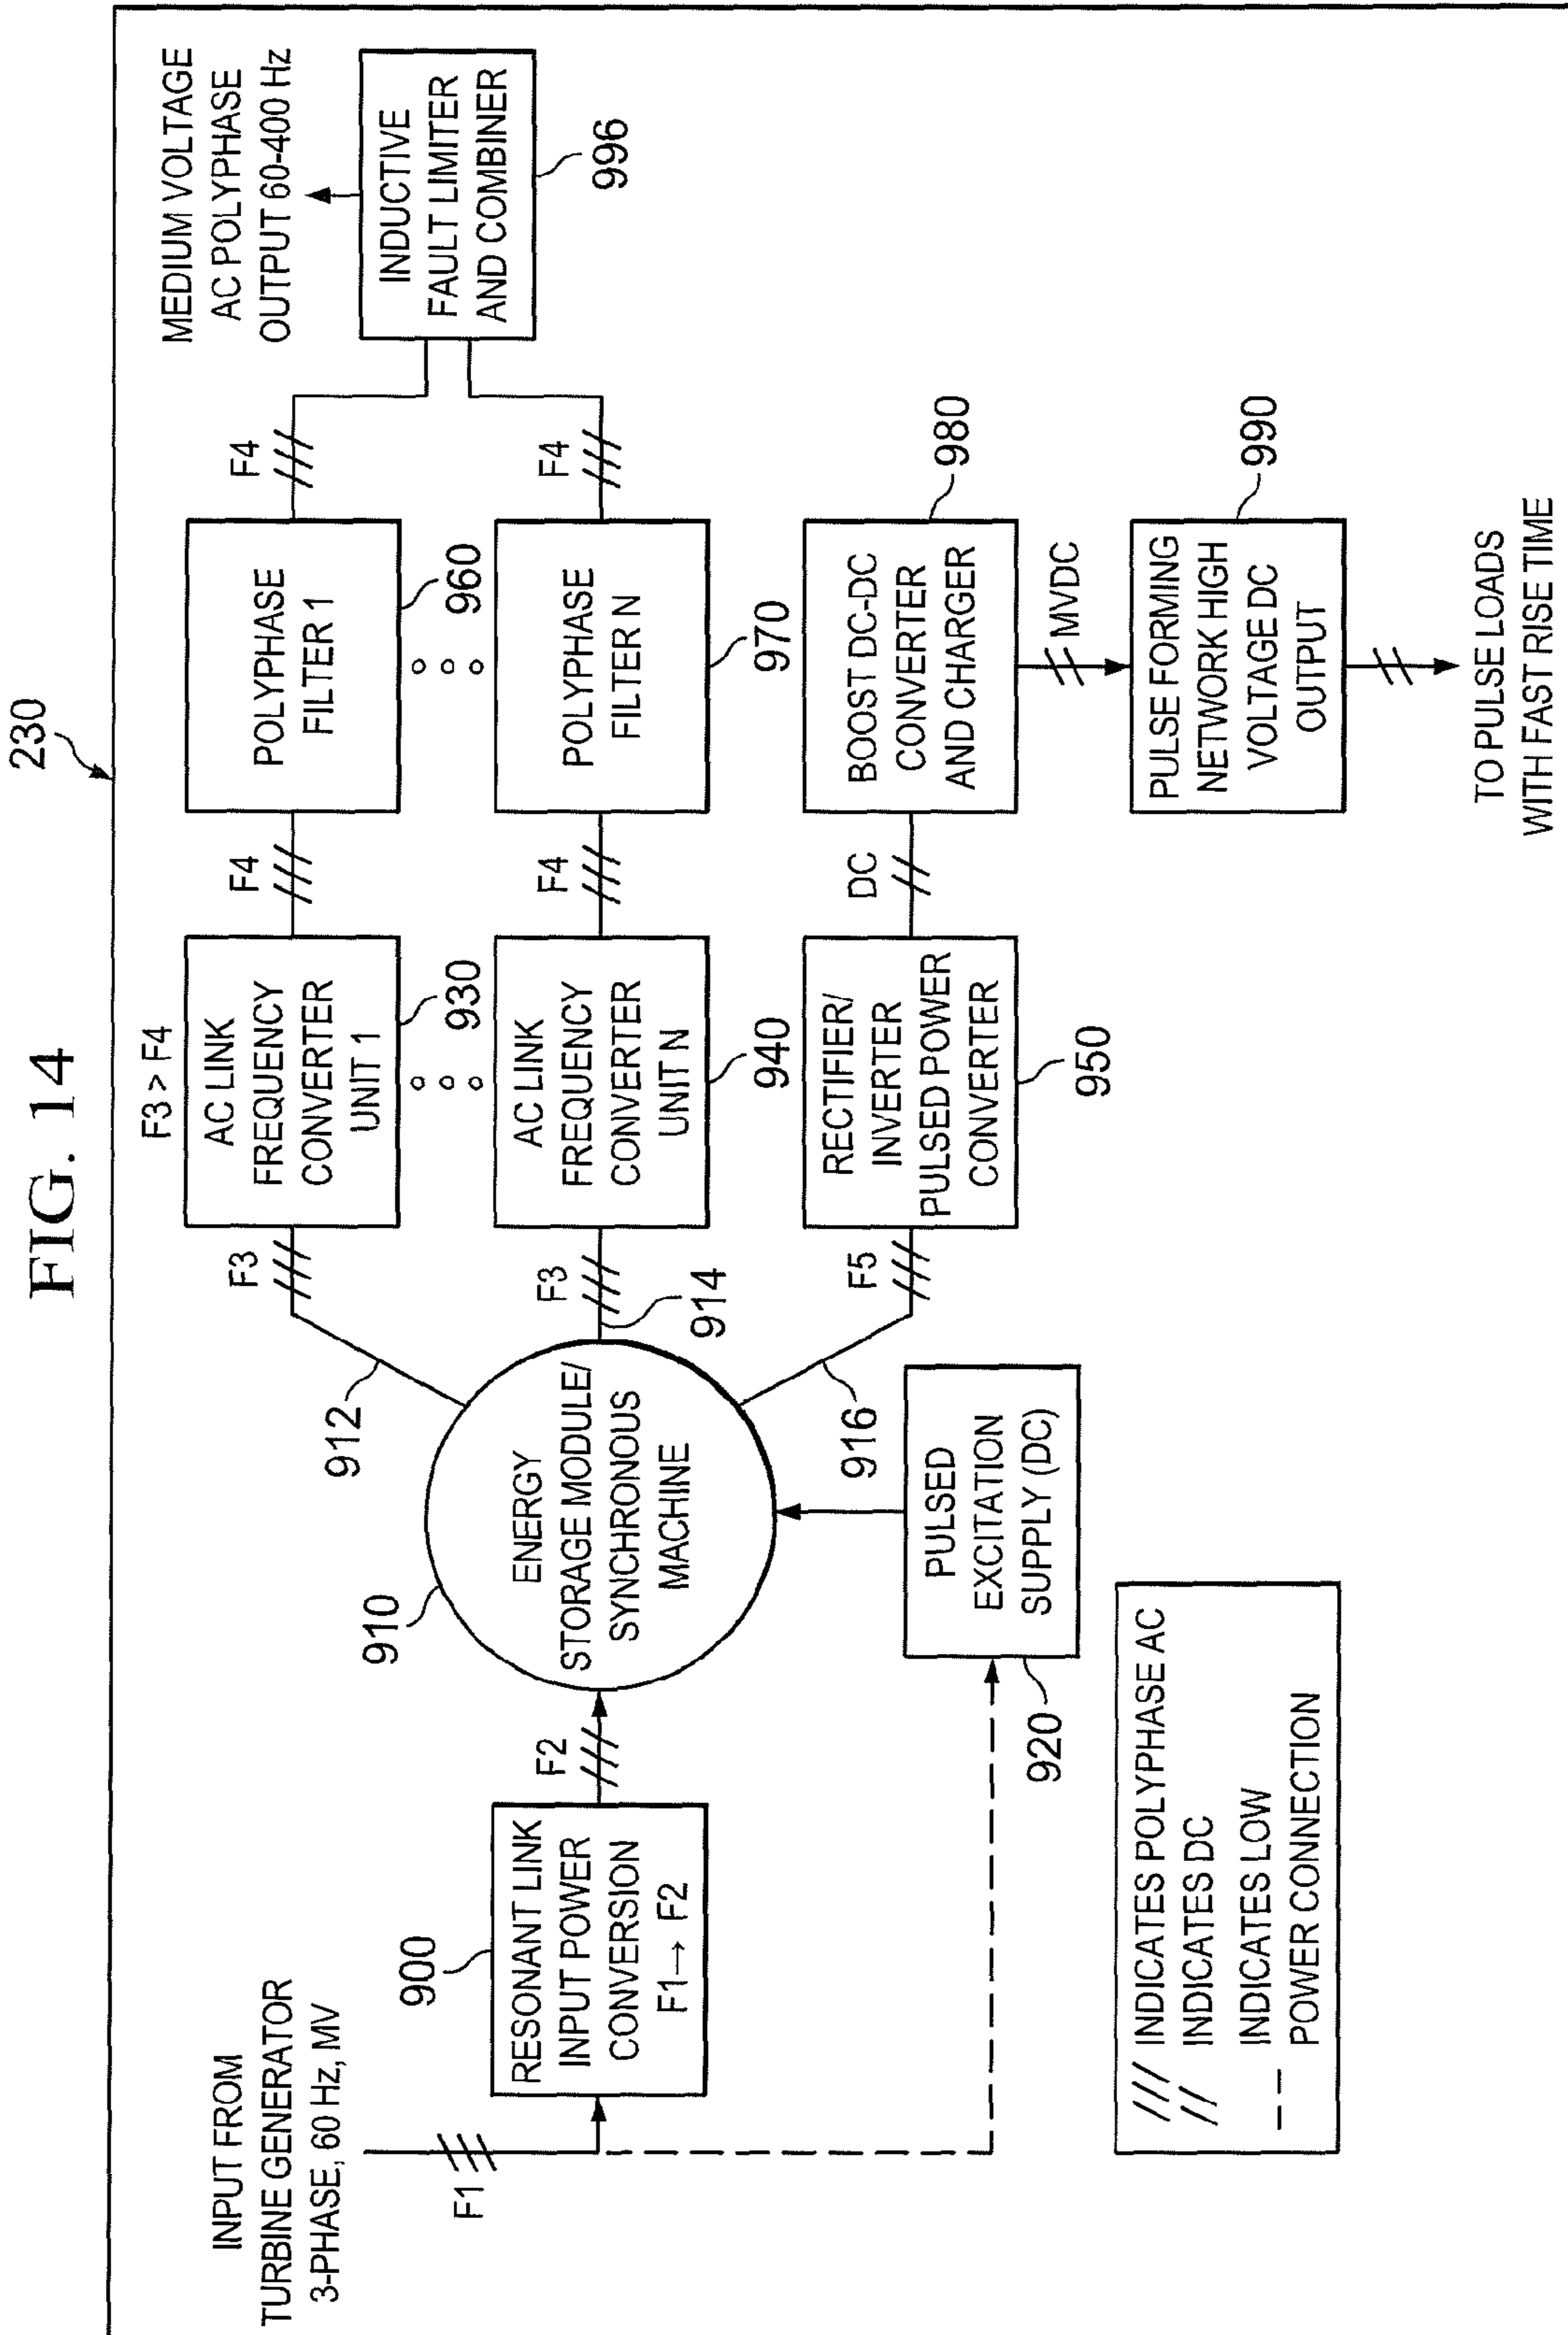 FIG. 14
230
INPUT FROM
TURBINE GENERATOR
3-PHASE, 60 Hz, MV
F1
900
RESONANT LINK
INPUT POWER
CONVERSION
F1→ F2
F2
910
ENERGY
STORAGE MODULE/
SYNCHRONOUS
MACHINE
PULSED
EXCITATION
SUPPLY (DC)
920
912
F3
F3
914
916
F5
F3 > F4
AC LINK
FREQUENCY
CONVERTER
UNIT 1
930
AC LINK
FREQUENCY
CONVERTER
UNIT N
940
RECTIFIER/
INVERTER
PULSED POWER
CONVERTER
950
F4
F4
DC
POLYPHASE
FILTER 1
960
POLYPHASE
FILTER N
970
BOOST DC-DC
CONVERTER
AND CHARGER
980
MVDC
PULSE FORMING
NETWORK HIGH
VOLTAGE DC
OUTPUT
990
TO PULSE LOADS
WITH FAST RISE TIME
F4
F4
MEDIUM VOLTAGE
AC POLYPHASE
OUTPUT 60-400 Hz
INDUCTIVE
FAULT LIMITER
AND COMBINER
996
/// INDICATES POLYPHASE AC
// INDICATES DC
-- INDICATES LOW
POWER CONNECTION